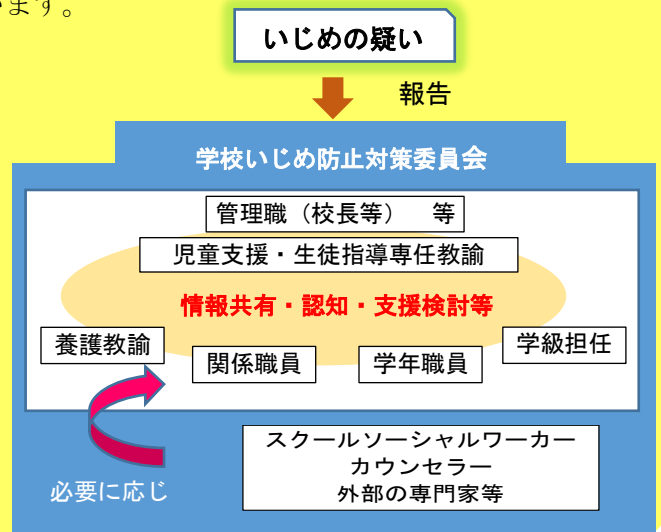 います。
いじめの疑い
報告
学校いじめ防止対策委員会
管理職（校長等）　等
児童支援・生徒指導専任教諭
情報共有・認知・支援検討等
養護教諭
関係職員
学年職員
学級担任
必要に応じ
スクールソーシャルワーカー
カウンセラー
外部の専門家等